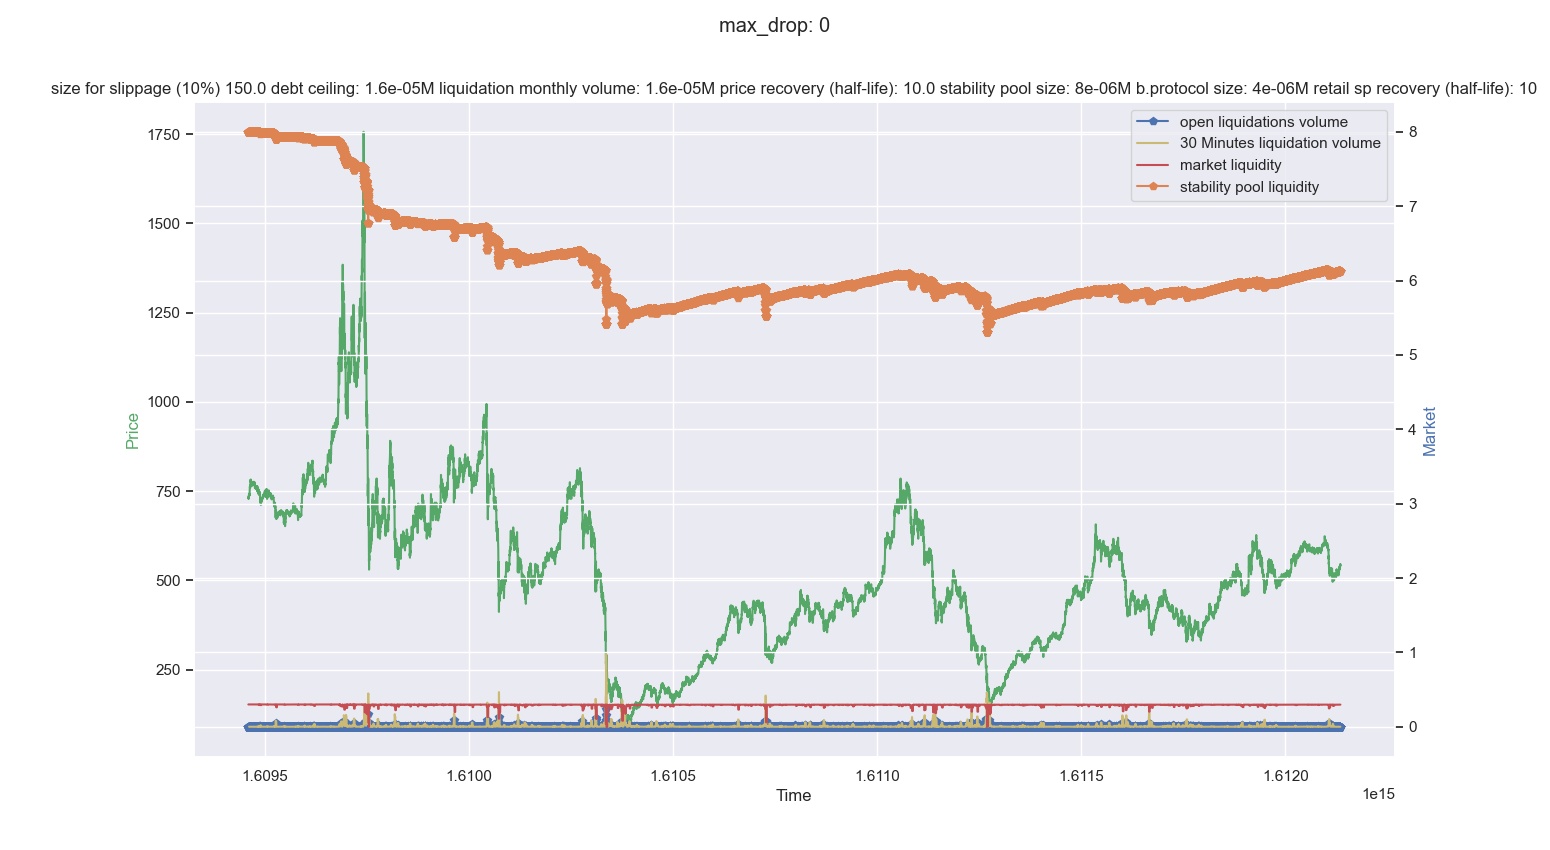 max_drop: 0
size for slippage (10%) 150.0 debt ceiling: 1.6e-05M liquidation monthly volume: 1.6e-05M price recovery (half-life): 10.0 stability pool size: 8e-06M b.protocol size: 4e-06M retail sp recovery (half-life): 10
open liquidations volume
30 Minutes liquidation volume
market liquidity
stability pool liquidity
1750
1500
1250
1000
750
500
250
Price
8
7
6
5
4
3
2
1
0
Market
1.6095 1.6100 1.6105 1.6110 1.6115 1.6120
Time
1e15